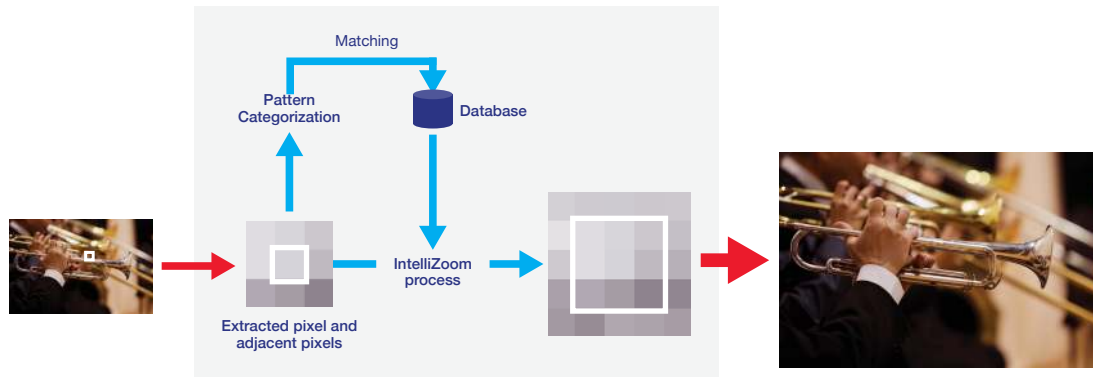 Matching
Pattern
Categorization
Database
IntelliZoom
process
Extracted pixel and
adjacent pixels